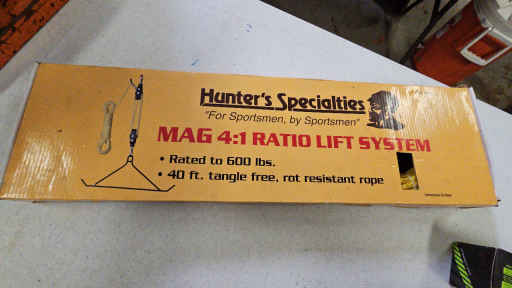 Hunter's Specialties
"For Sportsmen, by Sportsmen"
MAG 4:1 RATIO LIFT SYSTEM
• Rated to 600 lbs.
• 40 ft. tangle free, rot resistant rope